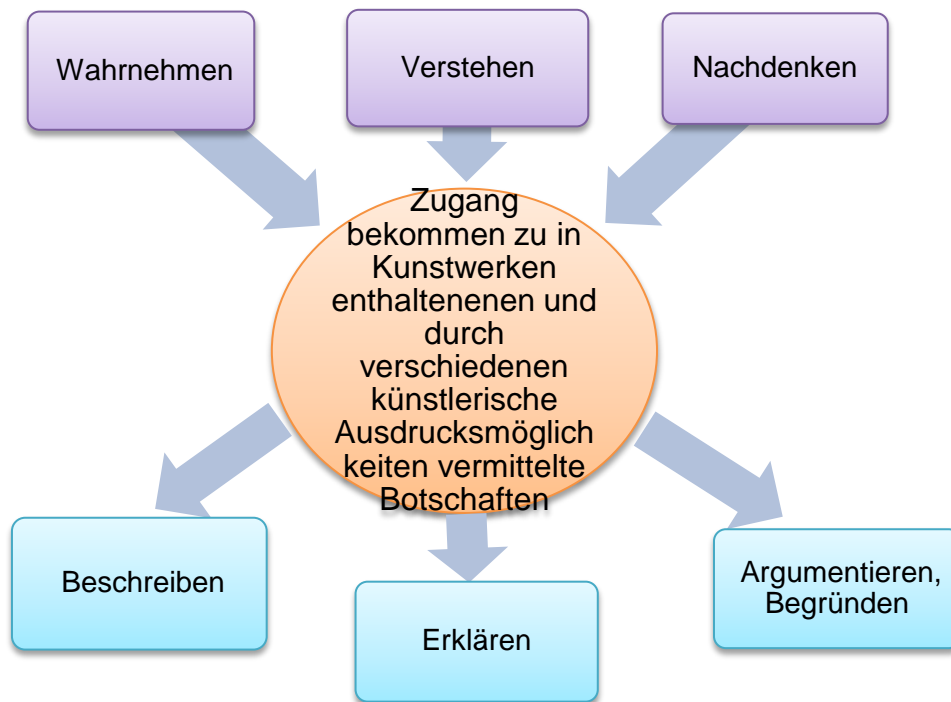 Wahrnehmen
Verstehen
Nachdenken
Zugang
bekommen zu in
Kunstwerken
enthaltenenen und
durch
verschiedenen
künstlerische
Ausdrucksmöglich
keiten vermittelte
Botschaften
Beschreiben
Erklären
Argumentieren,
Begründen